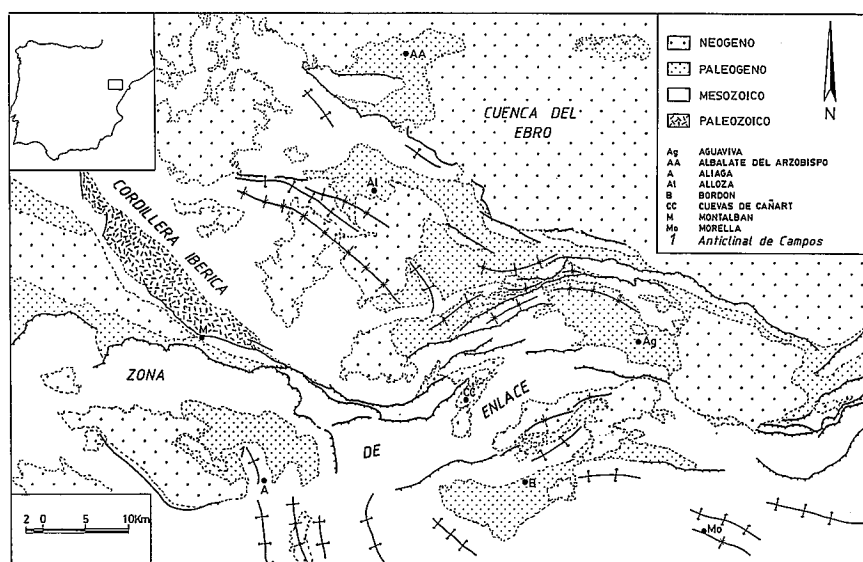 AA
CUENCA DEL
EBRO
NEOGENO
PALEOGENO
MESOZOICO
PALEOZOICO
N
Ag AGUAVIVA
AA ALBALATE DEL ARZOBISPO
A ALIAGA
Al ALLOZA
B BORDON
CC CUEVAS DE CAÑART
M MONTALBAN
Mo MORELLA
1 Anticlinal de Campos
Al
CORDILLERA IBERICA
M
Ag
ZONA
CC
ENLACE
DE
1
A
B
Mo
2 0 5 10Km